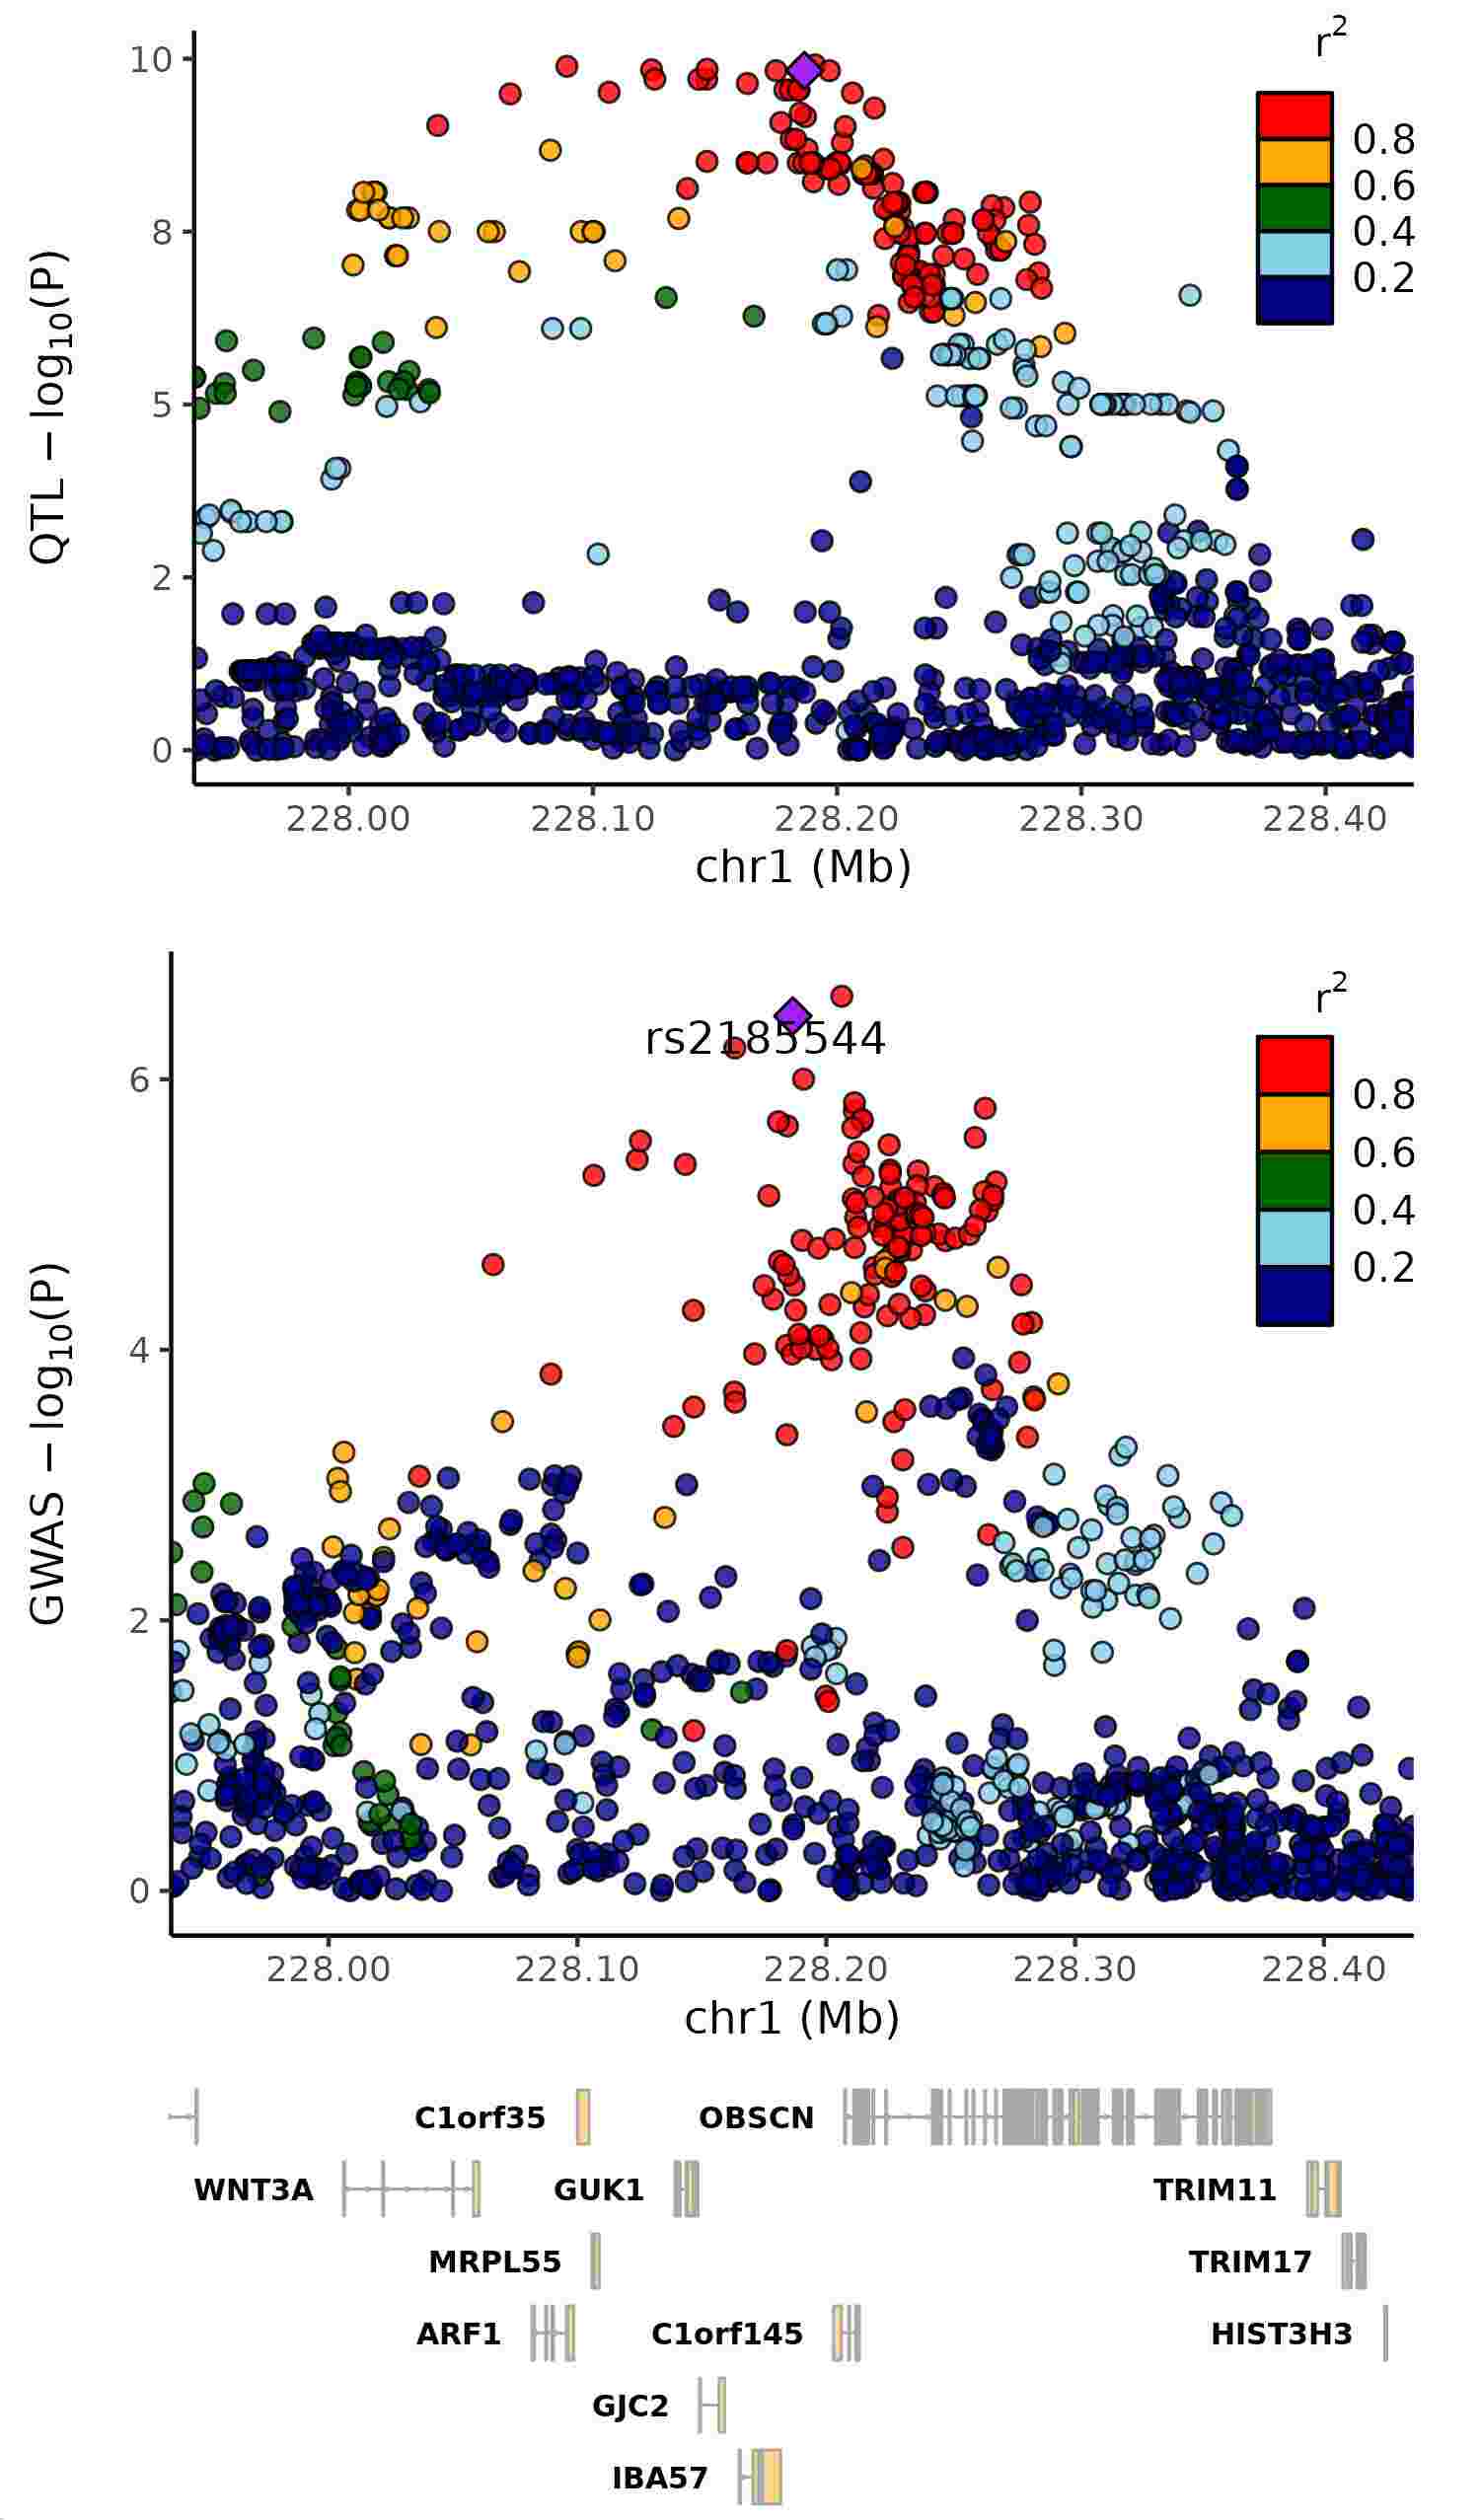 r2
10
8
5
2
0
0.8
0.6
0.4
0.2
QTL −log10(P)
228.00 228.10 228.20 228.30 228.40
chr1 (Mb)
r2
rs2185544
6
4
2
0
0.8
0.6
0.4
0.2
GWAS −log10(P)
228.00 228.10 228.20 228.30 228.40
chr1 (Mb)
C1orf35 OBSCN
WNT3A GUK1 TRIM11
MRPL55 TRIM17
ARF1 C1orf145 HIST3H3
GJC2
IBA57